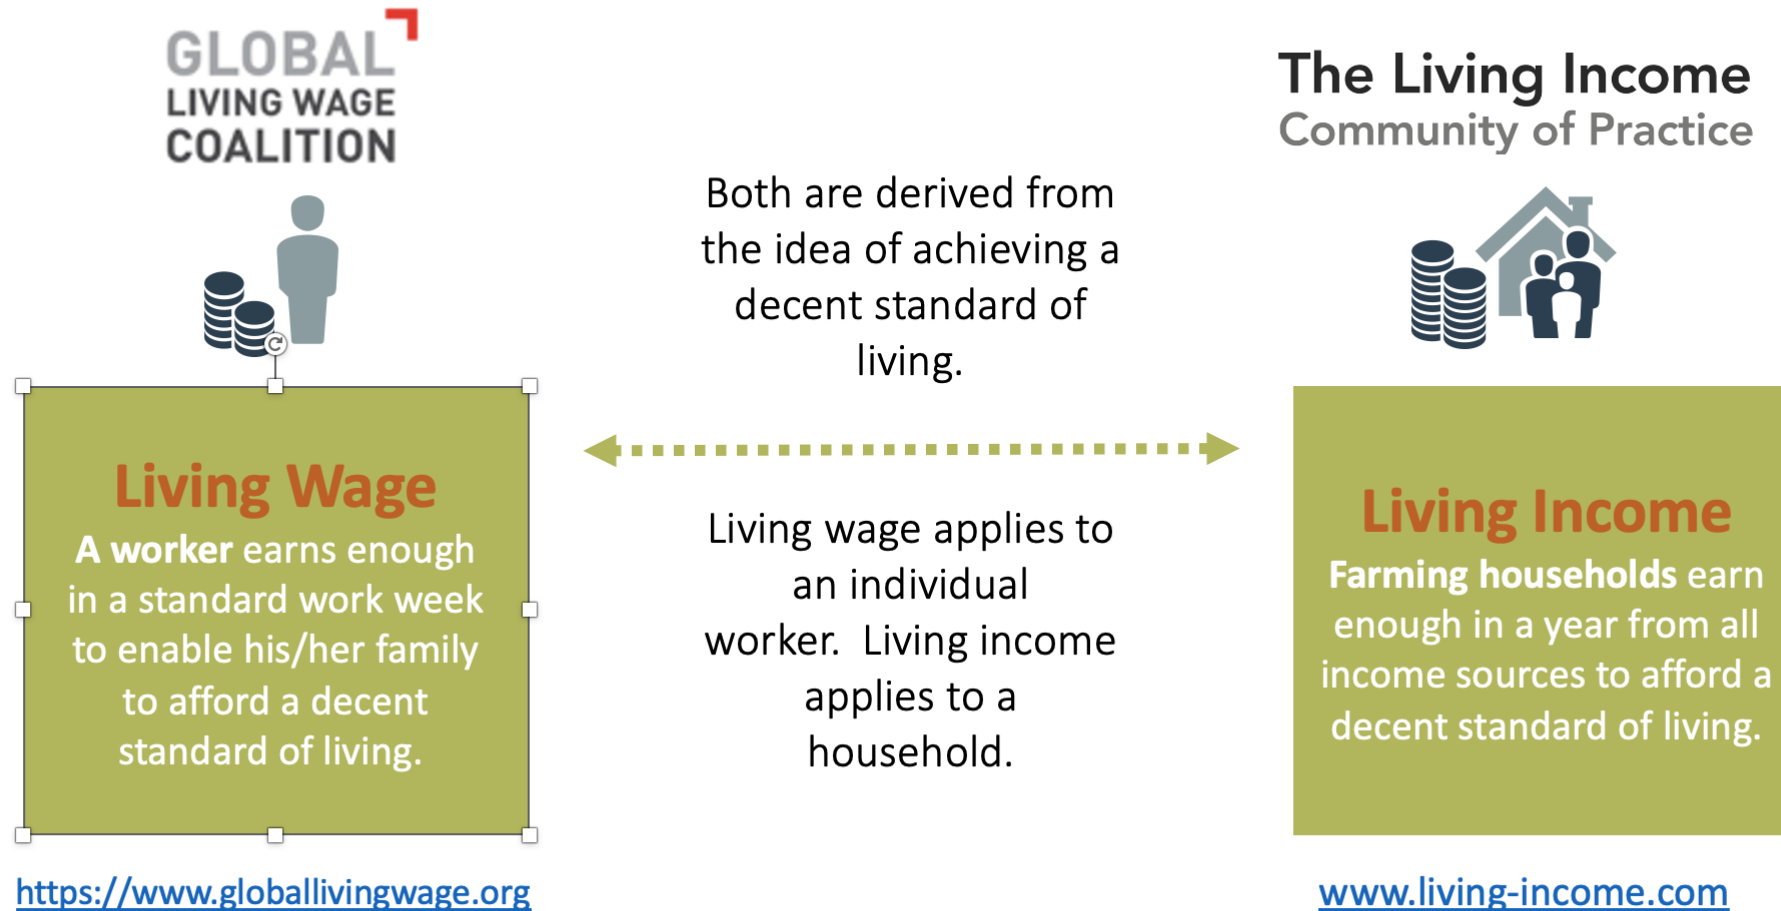 GLOBAL
LIVING WAGE
COALITION
Living Wage
A worker earns enough
in a standard work week
to enable his/her family
to afford a decent
standard of living.
https://www.globallivingwage.org
Both are derived from
the idea of achieving a
decent standard of
living.
Living wage applies to
an individual
worker.  Living income
applies to a
household.
The Living Income
Community of Practice
Living Income
Farming households earn
enough in a year from all
income sources to afford a
decent standard of living.
www.living-income.com